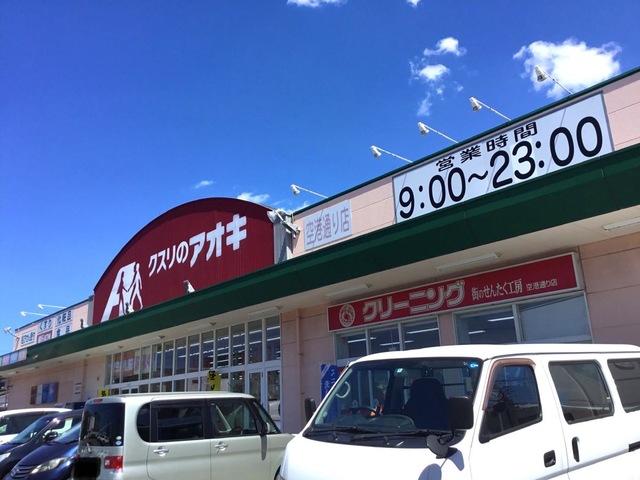 クスリのアオキ
空港通り店
営業時間
9:00~23:00
クリーニング 街のせんたく工房 空港通り店